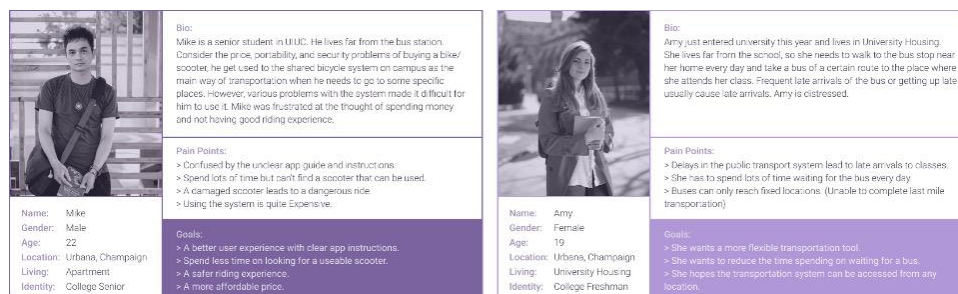 Bio:
Mike is a senior student in UIUC. He lives far from the bus station.
Consider the price, portability, and security problems of buying a bike/
scooter, he get used to the shared bicycle system on campus as the
main way of transportation when he needs to go to some specific
places. However, various problems with the system made it difficult for
him to use it. Mike was frustrated at the thought of spending money
and not having good riding experience.
Pain Points:
> Confused by the unclear app guide and instructions.
> Spend lots of time but can't find a scooter that can be used.
> A damaged scooter leads to a dangerous ride.
> Using the system is quite Expensive.
Name: Mike
Gender: Male
Age: 22
Location: Urbana, Champaign
Living: Apartment
Identity: College Senior
Goals:
> A better user experience with clear app instructions.
> Spend less time on looking for a useable scooter.
> A safer riding experience.
> A more affordable price.
Bio:
Amy just entered university this year and lives in University Housing.
She lives far from the school, so she needs to walk to the bus stop near
her home every day and take a bus of a certain route to the place where
she attends her class. Frequent late arrivals of the bus or getting up late
usually cause late arrivals. Amy is distressed.
Pain Points:
> Delays in the public transport system lead to late arrivals to classes.
> She has to spend lots of time waiting for the bus every day.
> Buses can only reach fixed locations. (Unable to complete last mile
transportation)
Name: Amy
Gender: Female
Age: 19
Location: Urbana, Champaign
Living: University Housing
Identity: College Freshman
Goals:
> She wants a more flexible transportation tool.
> She wants to reduce the time spending on waiting for a bus.
> She hopes the transportation system can be accessed from any
location.